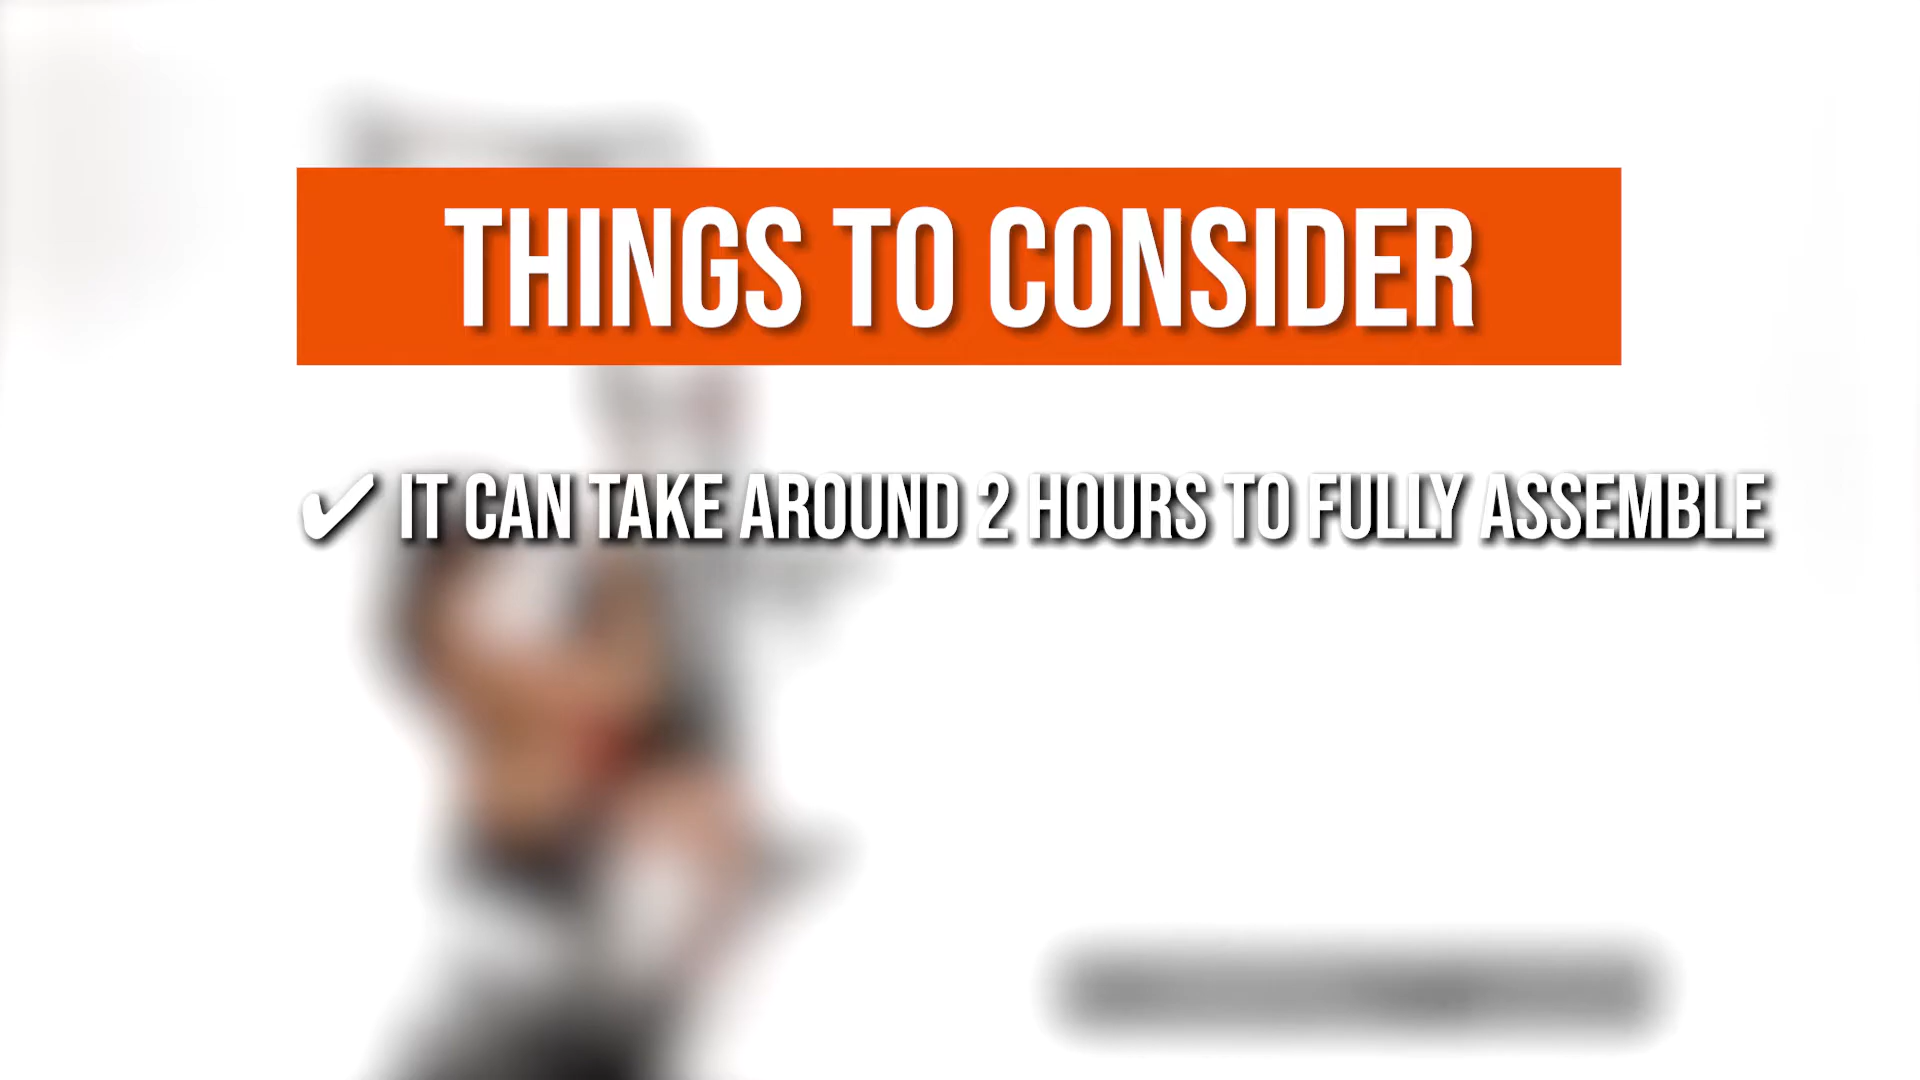 THINGS TO CONSIDER
✔ IT CAN TAKE AROUND 2 HOURS TO FULLY ASSEMBLE